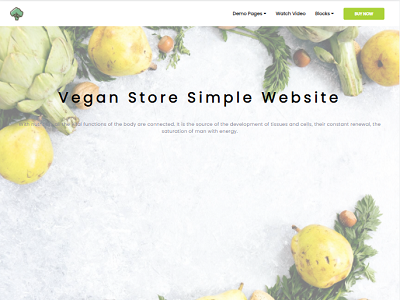 Demo Pages Watch Video Blocks BUY NOW
Vegan Store Simple Website
functions of the body are connected. It is the source of the development of tissues and cells, their constant renewal, the
saturation of man with energy.